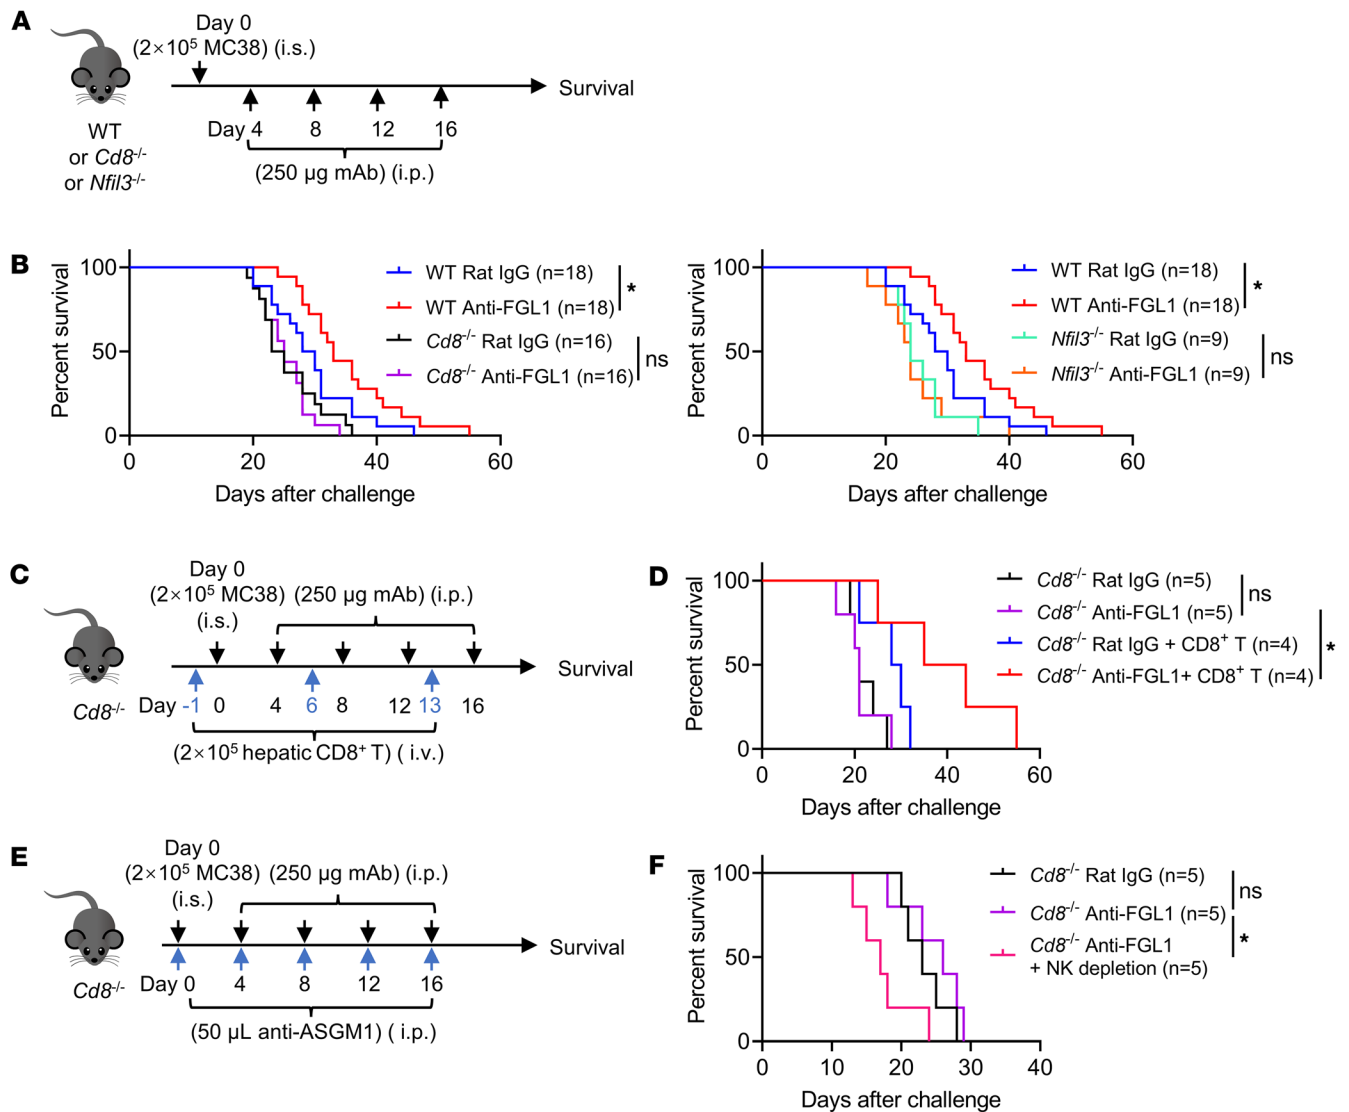 A
Day 0
(2×10⁵ MC38) (i.s.)
Survival
Day 4 8 12 16
(250 µg mAb) (i.p.)
WT
or Cd8⁻/⁻
or Nfil3⁻/⁻
B
Percent survival
100
50
0
0 20 40 60
Days after challenge
WT Rat IgG (n=18)
WT Anti-FGL1 (n=18)
*
Cd8⁻/⁻ Rat IgG (n=16)
Cd8⁻/⁻ Anti-FGL1 (n=16)
ns
Percent survival
100
50
0
0 20 40 60
Days after challenge
WT Rat IgG (n=18)
WT Anti-FGL1 (n=18)
*
Nfil3⁻/⁻ Rat IgG (n=9)
Nfil3⁻/⁻ Anti-FGL1 (n=9)
ns
C
Day 0
(2×10⁵ MC38) (250 µg mAb) (i.p.)
(i.s.)
Survival
Cd8⁻/⁻
Day -1 0 4 6 8 12 13 16
(2×10⁵ hepatic CD8⁺ T) ( i.v.)
D
Percent survival
100
50
0
0 20 40 60
Days after challenge
Cd8⁻/⁻ Rat IgG (n=5)
Cd8⁻/⁻ Anti-FGL1 (n=5)
ns
Cd8⁻/⁻ Rat IgG + CD8⁺ T (n=4)
Cd8⁻/⁻ Anti-FGL1+ CD8⁺ T (n=4)
*
E
Day 0
(2×10⁵ MC38) (250 µg mAb) (i.p.)
(i.s.)
Survival
Cd8⁻/⁻
Day 0 4 8 12 16
(50 µL anti-ASGM1) ( i.p.)
F
Percent survival
100
50
0
0 10 20 30 40
Days after challenge
Cd8⁻/⁻ Rat IgG (n=5)
ns
Cd8⁻/⁻ Anti-FGL1 (n=5)
*
Cd8⁻/⁻ Anti-FGL1
+ NK depletion (n=5)